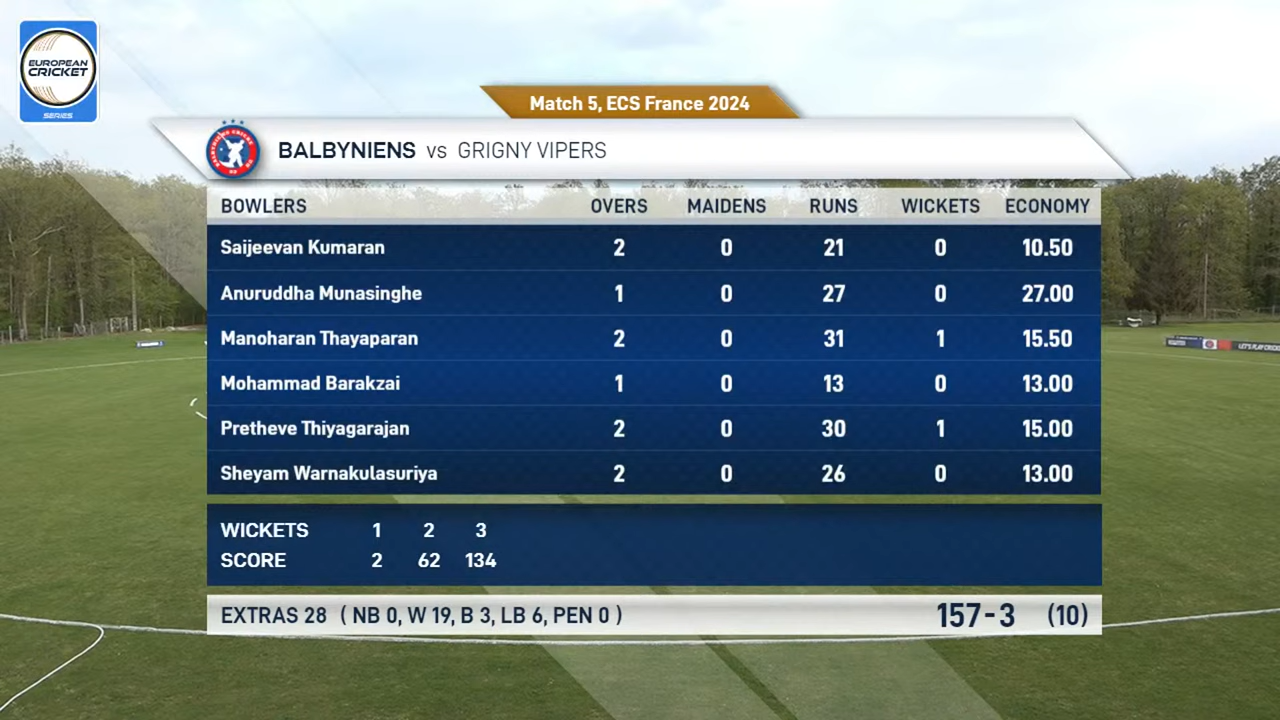 EUROPEAN
CRICKET
SERIES
Match 5, ECS France 2024
BALBYNIENS vs GRIGNY VIPERS
BOWLERS OVERS MAIDENS RUNS WICKETS ECONOMY
Saijeevan Kumaran 2 0 21 0 10.50
Anuruddha Munasinghe 1 0 27 0 27.00
Manoharan Thayaparan 2 0 31 1 15.50
Mohammad Barakzai 1 0 13 0 13.00
Pretheve Thiyagarajan 2 0 30 1 15.00
Sheyam Warnakulasuriya 2 0 26 0 13.00
WICKETS 1 2 3
SCORE 2 62 134
EXTRAS 28 ( NB 0, W 19, B 3, LB 6, PEN 0 ) 157-3 (10)